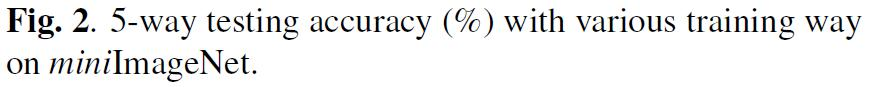 Fig. 2. 5-way testing accuracy (%) with various training way
on miniImageNet.